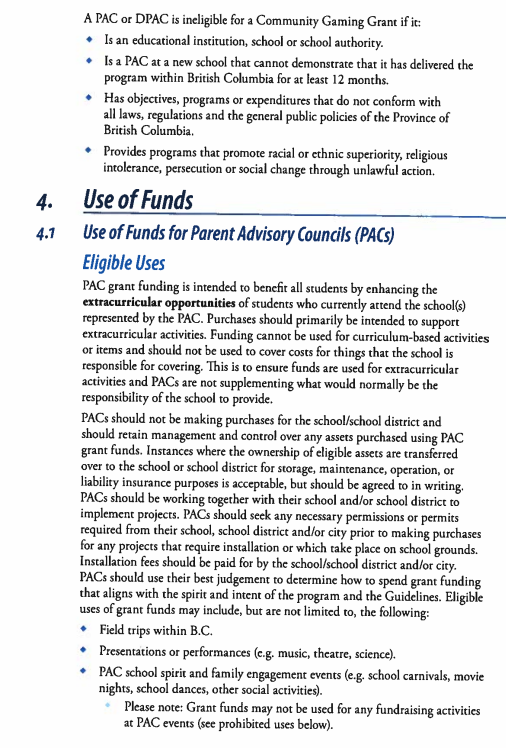 A PAC or DPAC is ineligible for a Community Gaming Grant if it:
◆ Is an educational institution, school or school authority.
◆ Is a PAC at a new school that cannot demonstrate that it has delivered the
program within British Columbia for at least 12 months.
◆ Has objectives, programs or expenditures that do not conform with
all laws, regulations and the general public policies of the Province of
British Columbia.
◆ Provides programs that promote racial or ethnic superiority, religious
intolerance, persecution or social change through unlawful action.
4. Use of Funds
4.1 Use of Funds for Parent Advisory Councils (PACs)
Eligible Uses
PAC grant funding is intended to benefit all students by enhancing the
extracurricular opportunities of students who currently attend the school(s)
represented by the PAC. Purchases should primarily be intended to support
extracurricular activities. Funding cannot be used for curriculum-based activities
or items and should not be used to cover costs for things that the school is
responsible for covering. This is to ensure funds are used for extracurricular
activities and PACs are not supplementing what would normally be the
responsibility of the school to provide.
PACs should not be making purchases for the school/school district and
should retain management and control over any assets purchased using PAC
grant funds. Instances where the ownership of eligible assets are transferred
over to the school or school district for storage, maintenance, operation, or
liability insurance purposes is acceptable, but should be agreed to in writing.
PACs should be working together with their school and/or school district to
implement projects. PACs should seek any necessary permissions or permits
required from their school, school district and/or city prior to making purchases
for any projects that require installation or which take place on school grounds.
Installation fees should be paid for by the school/school district and/or city.
PACs should use their best judgement to determine how to spend grant funding
that aligns with the spirit and intent of the program and the Guidelines. Eligible
uses of grant funds may include, but are not limited to, the following:
◆ Field trips within B.C.
◆ Presentations or performances (e.g. music, theatre, science).
◆ PAC school spirit and family engagement events (e.g. school carnivals, movie
nights, school dances, other social activities).
◆ Please note: Grant funds may not be used for any fundraising activities
at PAC events (see prohibited uses below).